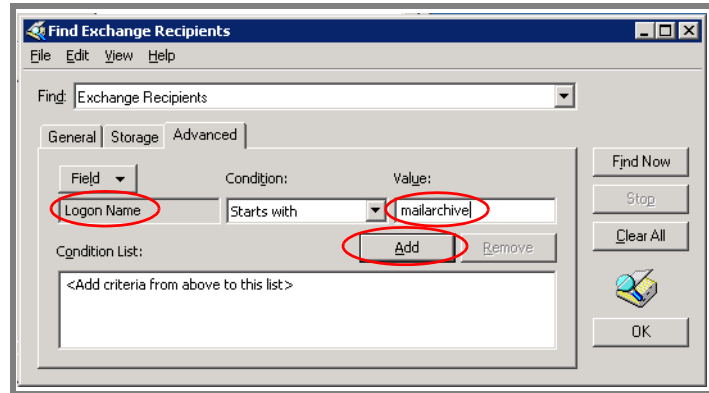 Find Exchange Recipients
File Edit View Help
Find: Exchange Recipients
General Storage Advanced
Field Condition: Value:
Logon Name Starts with mailarchive
Condition List: Add Remove
<Add criteria from above to this list>
Find Now
Stop
Clear All
OK